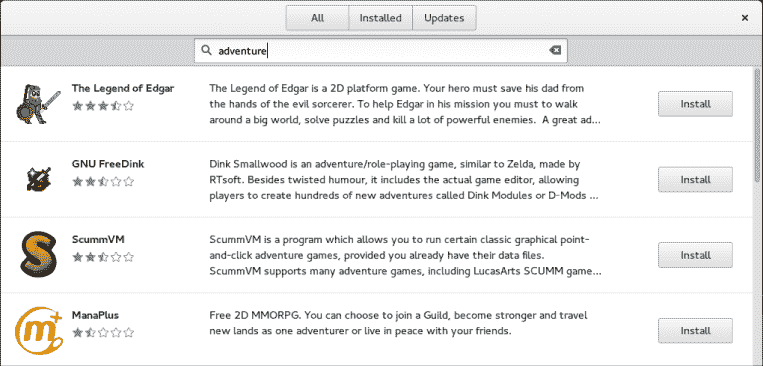 All Installed Updates
adventure
The Legend of Edgar
The Legend of Edgar is a 2D platform game. Your hero must save his dad from
the hands of the evil sorcerer. To help Edgar in his mission you must to walk
around a big world, solve puzzles and kill a lot of powerful enemies. A great ad...
Install
GNU FreeDink
Dink Smallwood is an adventure/role-playing game, similar to Zelda, made by
RTsoft. Besides twisted humour, it includes the actual game editor, allowing
players to create hundreds of new adventures called Dink Modules or D-Mods ...
Install
ScummVM
ScummVM is a program which allows you to run certain classic graphical point-
and-click adventure games, provided you already have their data files.
ScummVM supports many adventure games, including LucasArts SCUMM game...
Install
ManaPlus
Free 2D MMORPG. You can choose to join a Guild, become stronger and travel
new lands as one adventurer or live in peace with your friends.
Install